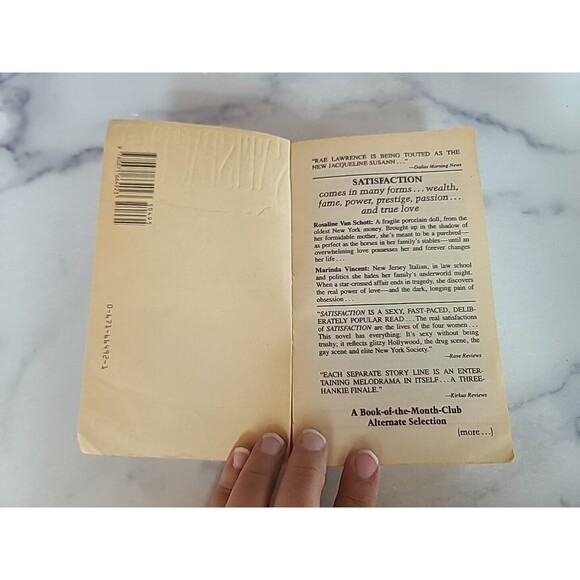 0-671-66492-3
"RAE LAWRENCE IS BEING TOUTED AS THE
NEW JACQUELINE SUSANN . . ."
—Dallas Morning News
SATISFACTION
comes in many forms . . . wealth,
fame, power, prestige, passion . . .
and true love
Rosaline Van Schott: A fragile porcelain doll, from the
oldest New York money. Brought up in the shadow of
her formidable mother, she's meant to be a purebred—
as perfect as the horses in her family's stables—until an
overwhelming love possesses her and forever changes
her life . . .
Marinda Vincent: New Jersey Italian, in law school
and politics she hides her family's underworld might.
When a star-crossed affair ends in tragedy, she discovers
the real power of love—and the dark, longing pain of
obsession . . .
"SATISFACTION IS A SEXY, FAST-PACED, DELIB-
ERATELY POPULAR READ . . . The real satisfactions
of SATISFACTION are the lives of the four women . . .
This novel has everything: It's sexy without being
trashy; it reflects glitzy Hollywood, the drug scene, the
gay scene and elite New York Society."
—Rave Reviews
"EACH SEPARATE STORY LINE IS AN ENTER-
TAINING MELODRAMA IN ITSELF . . . A THREE-
HANKIE FINALE."
—Kirkus Reviews
A Book-of-the-Month-Club
Alternate Selection
(more . . .)